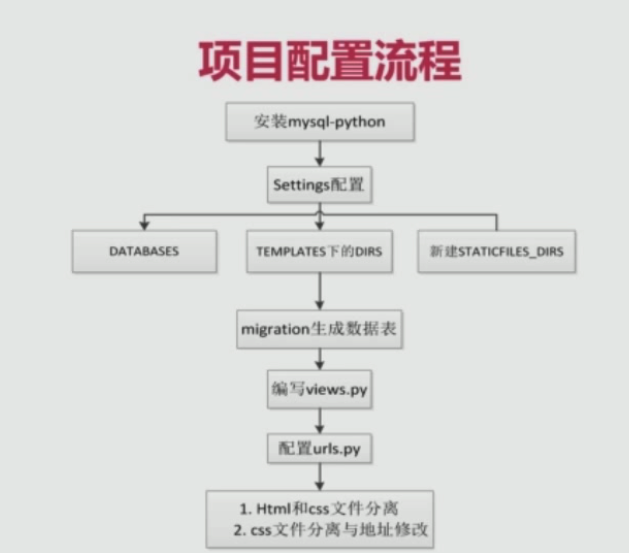 项目配置流程
安装mysql-python
Settings配置
DATABASES
TEMPLATES下的DIRS
新建STATICFILES_DIRS
migration生成数据表
编写views.py
配置urls.py
1. Html和css文件分离
2. css文件分离与地址修改